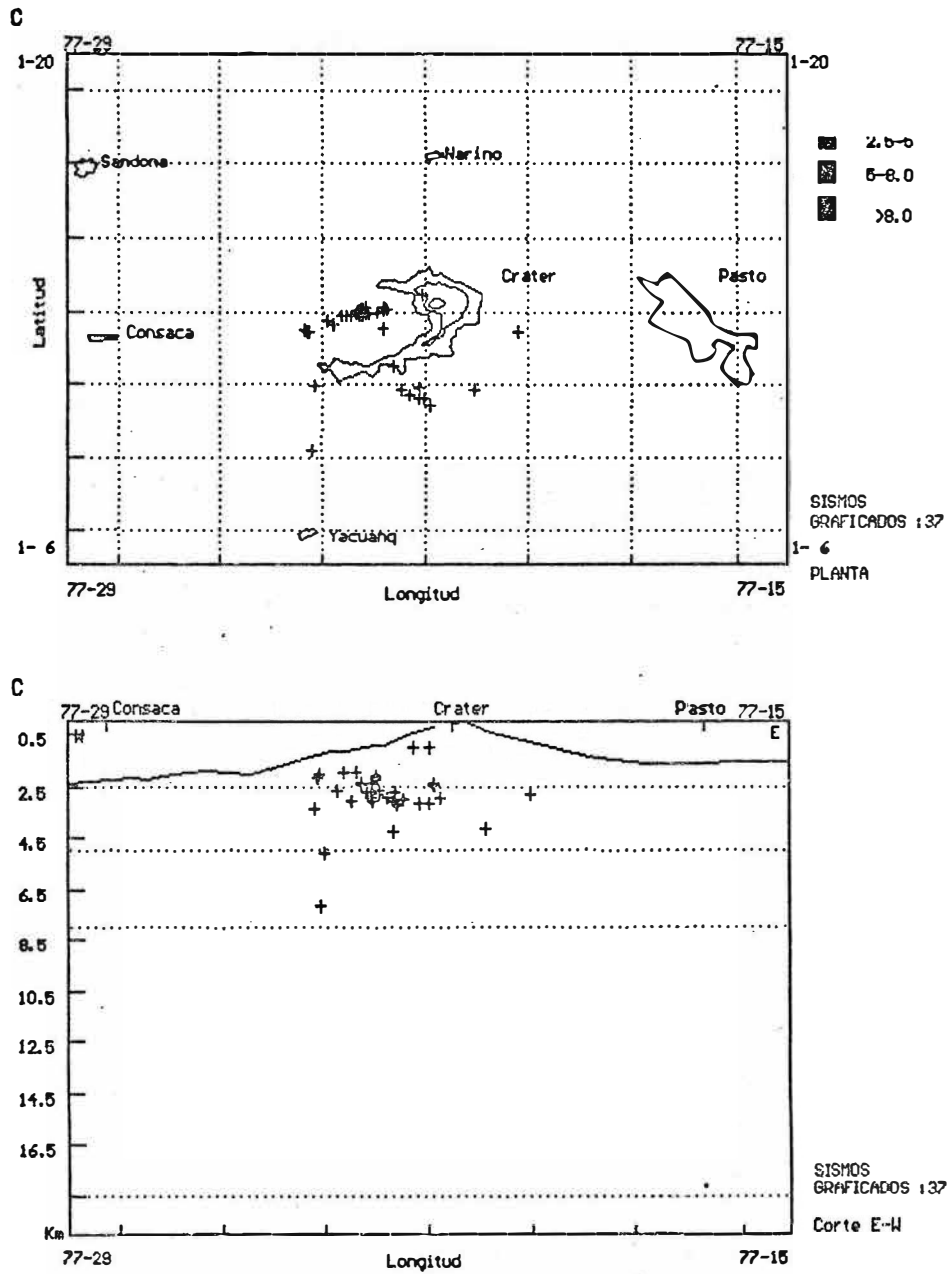 C
77-29 77-15
1-20 1-20
Sandona Narino
5-8.0
>8.0
Crater Pasto
Latitud
Consaca
SISMOS
GRAFICADOS :37
Yacuanq
1- 6 1- 6
PLANTA
77-29 Longitud 77-15
C
77-29 Consaca Crater Pasto 77-15
0.5 W E
2.5
4.5
6.5
8.5
10.5
12.5
14.5
16.5
SISMOS
GRAFICADOS :37
Km Corte E-W
77-29 Longitud 77-15